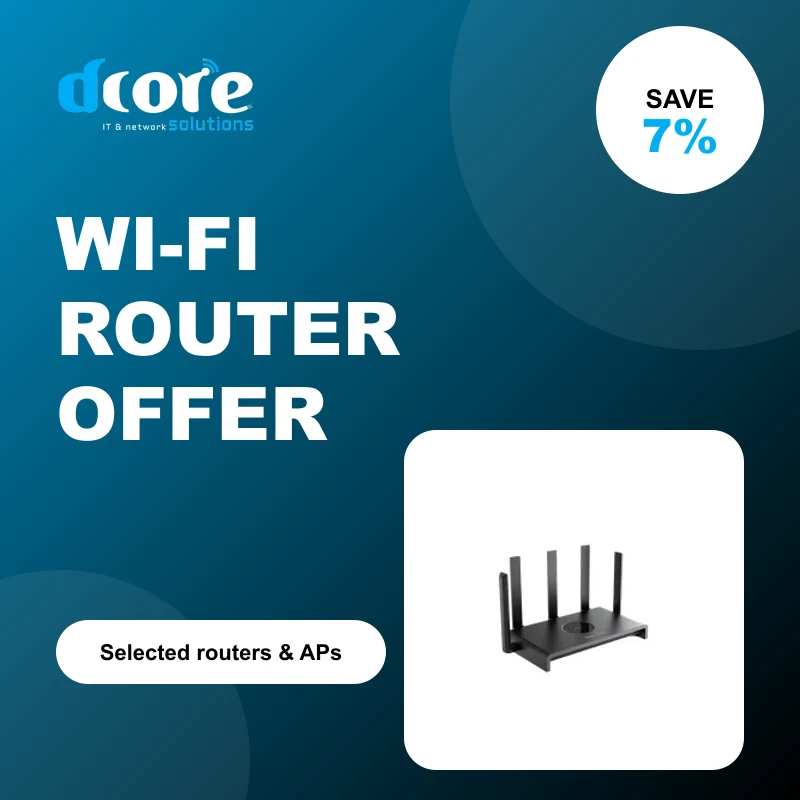 dcore
IT & network solutions
SAVE
7%
WI-FI
ROUTER
OFFER
Selected routers & APs